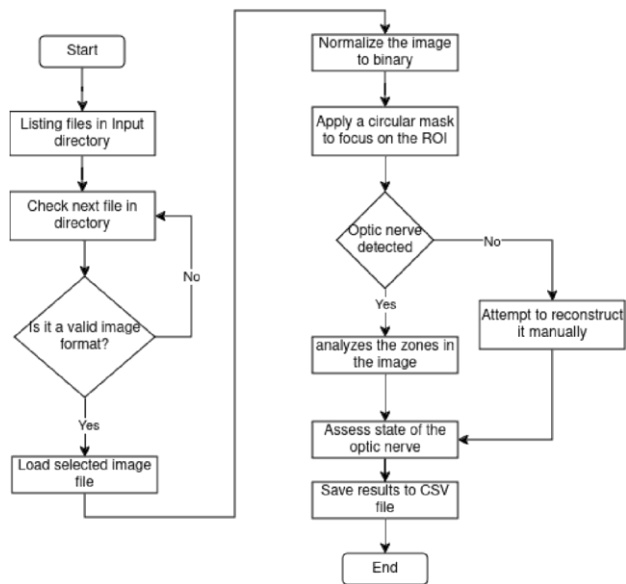 Start
Listing files in Input
directory
Check next file in
directory
No
Is it a valid image
format?
Yes
Load selected image
file
Normalize the image
to binary
Apply a circular mask
to focus on the ROI
Optic nerve
detected
No
Yes
Attempt to reconstruct
it manually
analyzes the zones in
the image
Assess state of the
optic nerve
Save results to CSV
file
End